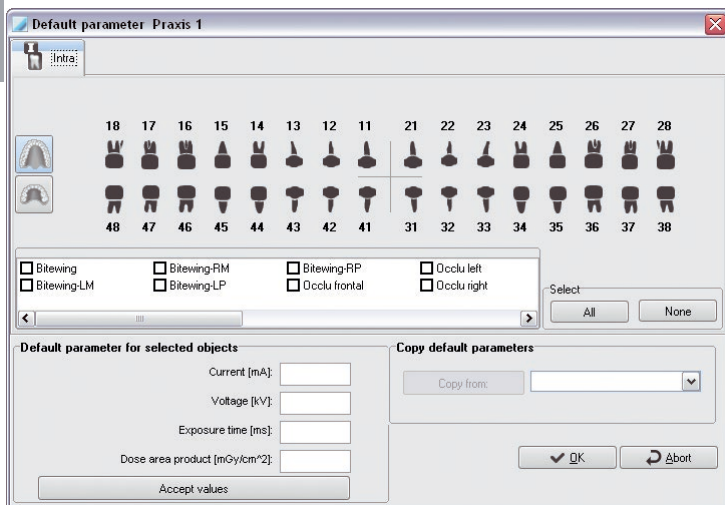 Default parameter Praxis 1
Intra
18 17 16 15 14 13 12 11 21 22 23 24 25 26 27 28
48 47 46 45 44 43 42 41 31 32 33 34 35 36 37 38
Bitewing Bitewing-RM Bitewing-RP Occlu left
Bitewing-LM Bitewing-LP Occlu frontal Occlu right
Select
All None
Default parameter for selected objects
Current [mA]:
Voltage [kV]:
Exposure time [ms]:
Dose area product [mGy/cm^2]:
Accept values
Copy default parameters
Copy from:
OK Abort